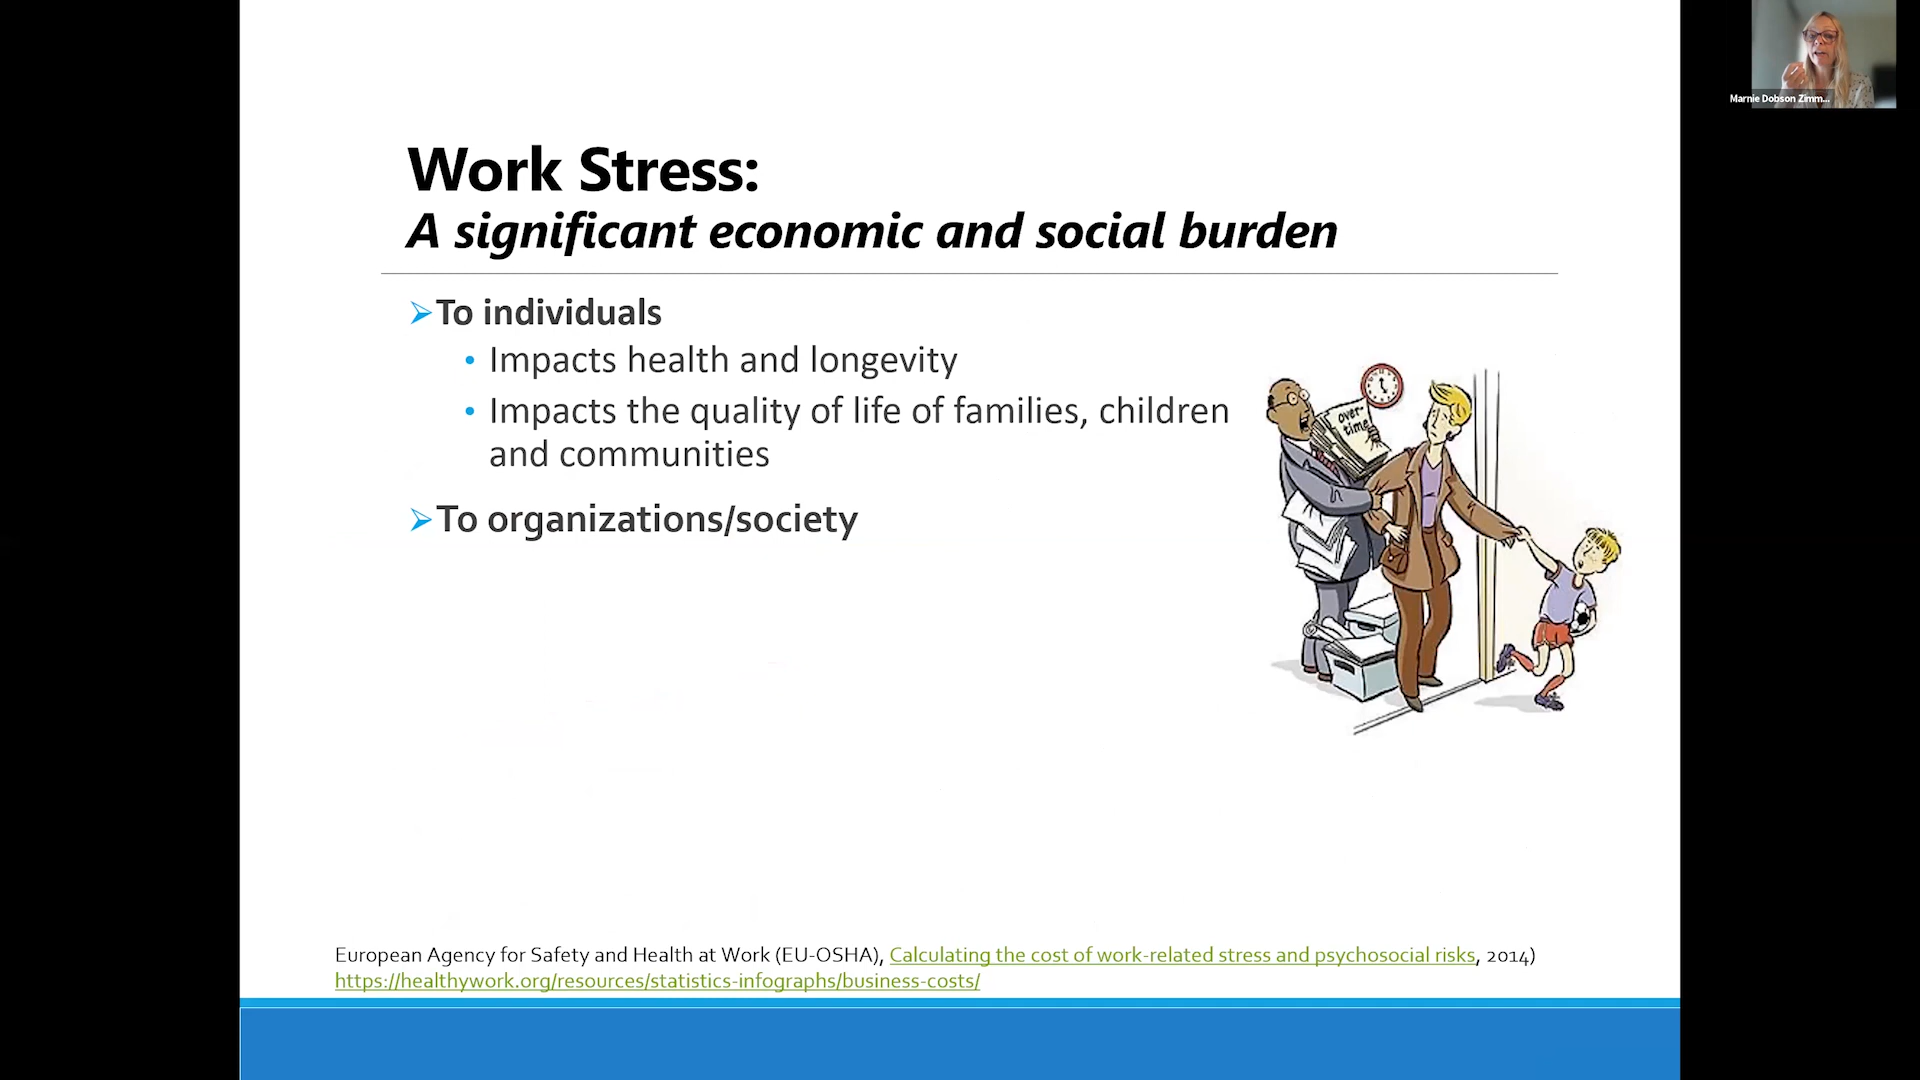 Marnie Dobson Zimm...
Work Stress:
A significant economic and social burden
To individuals
Impacts health and longevity
Impacts the quality of life of families, children
and communities
over-
time
To organizations/society
European Agency for Safety and Health at Work (EU-OSHA), Calculating the cost of work-related stress and psychosocial risks, 2014)
https://healthywork.org/resources/statistics-infographs/business-costs/